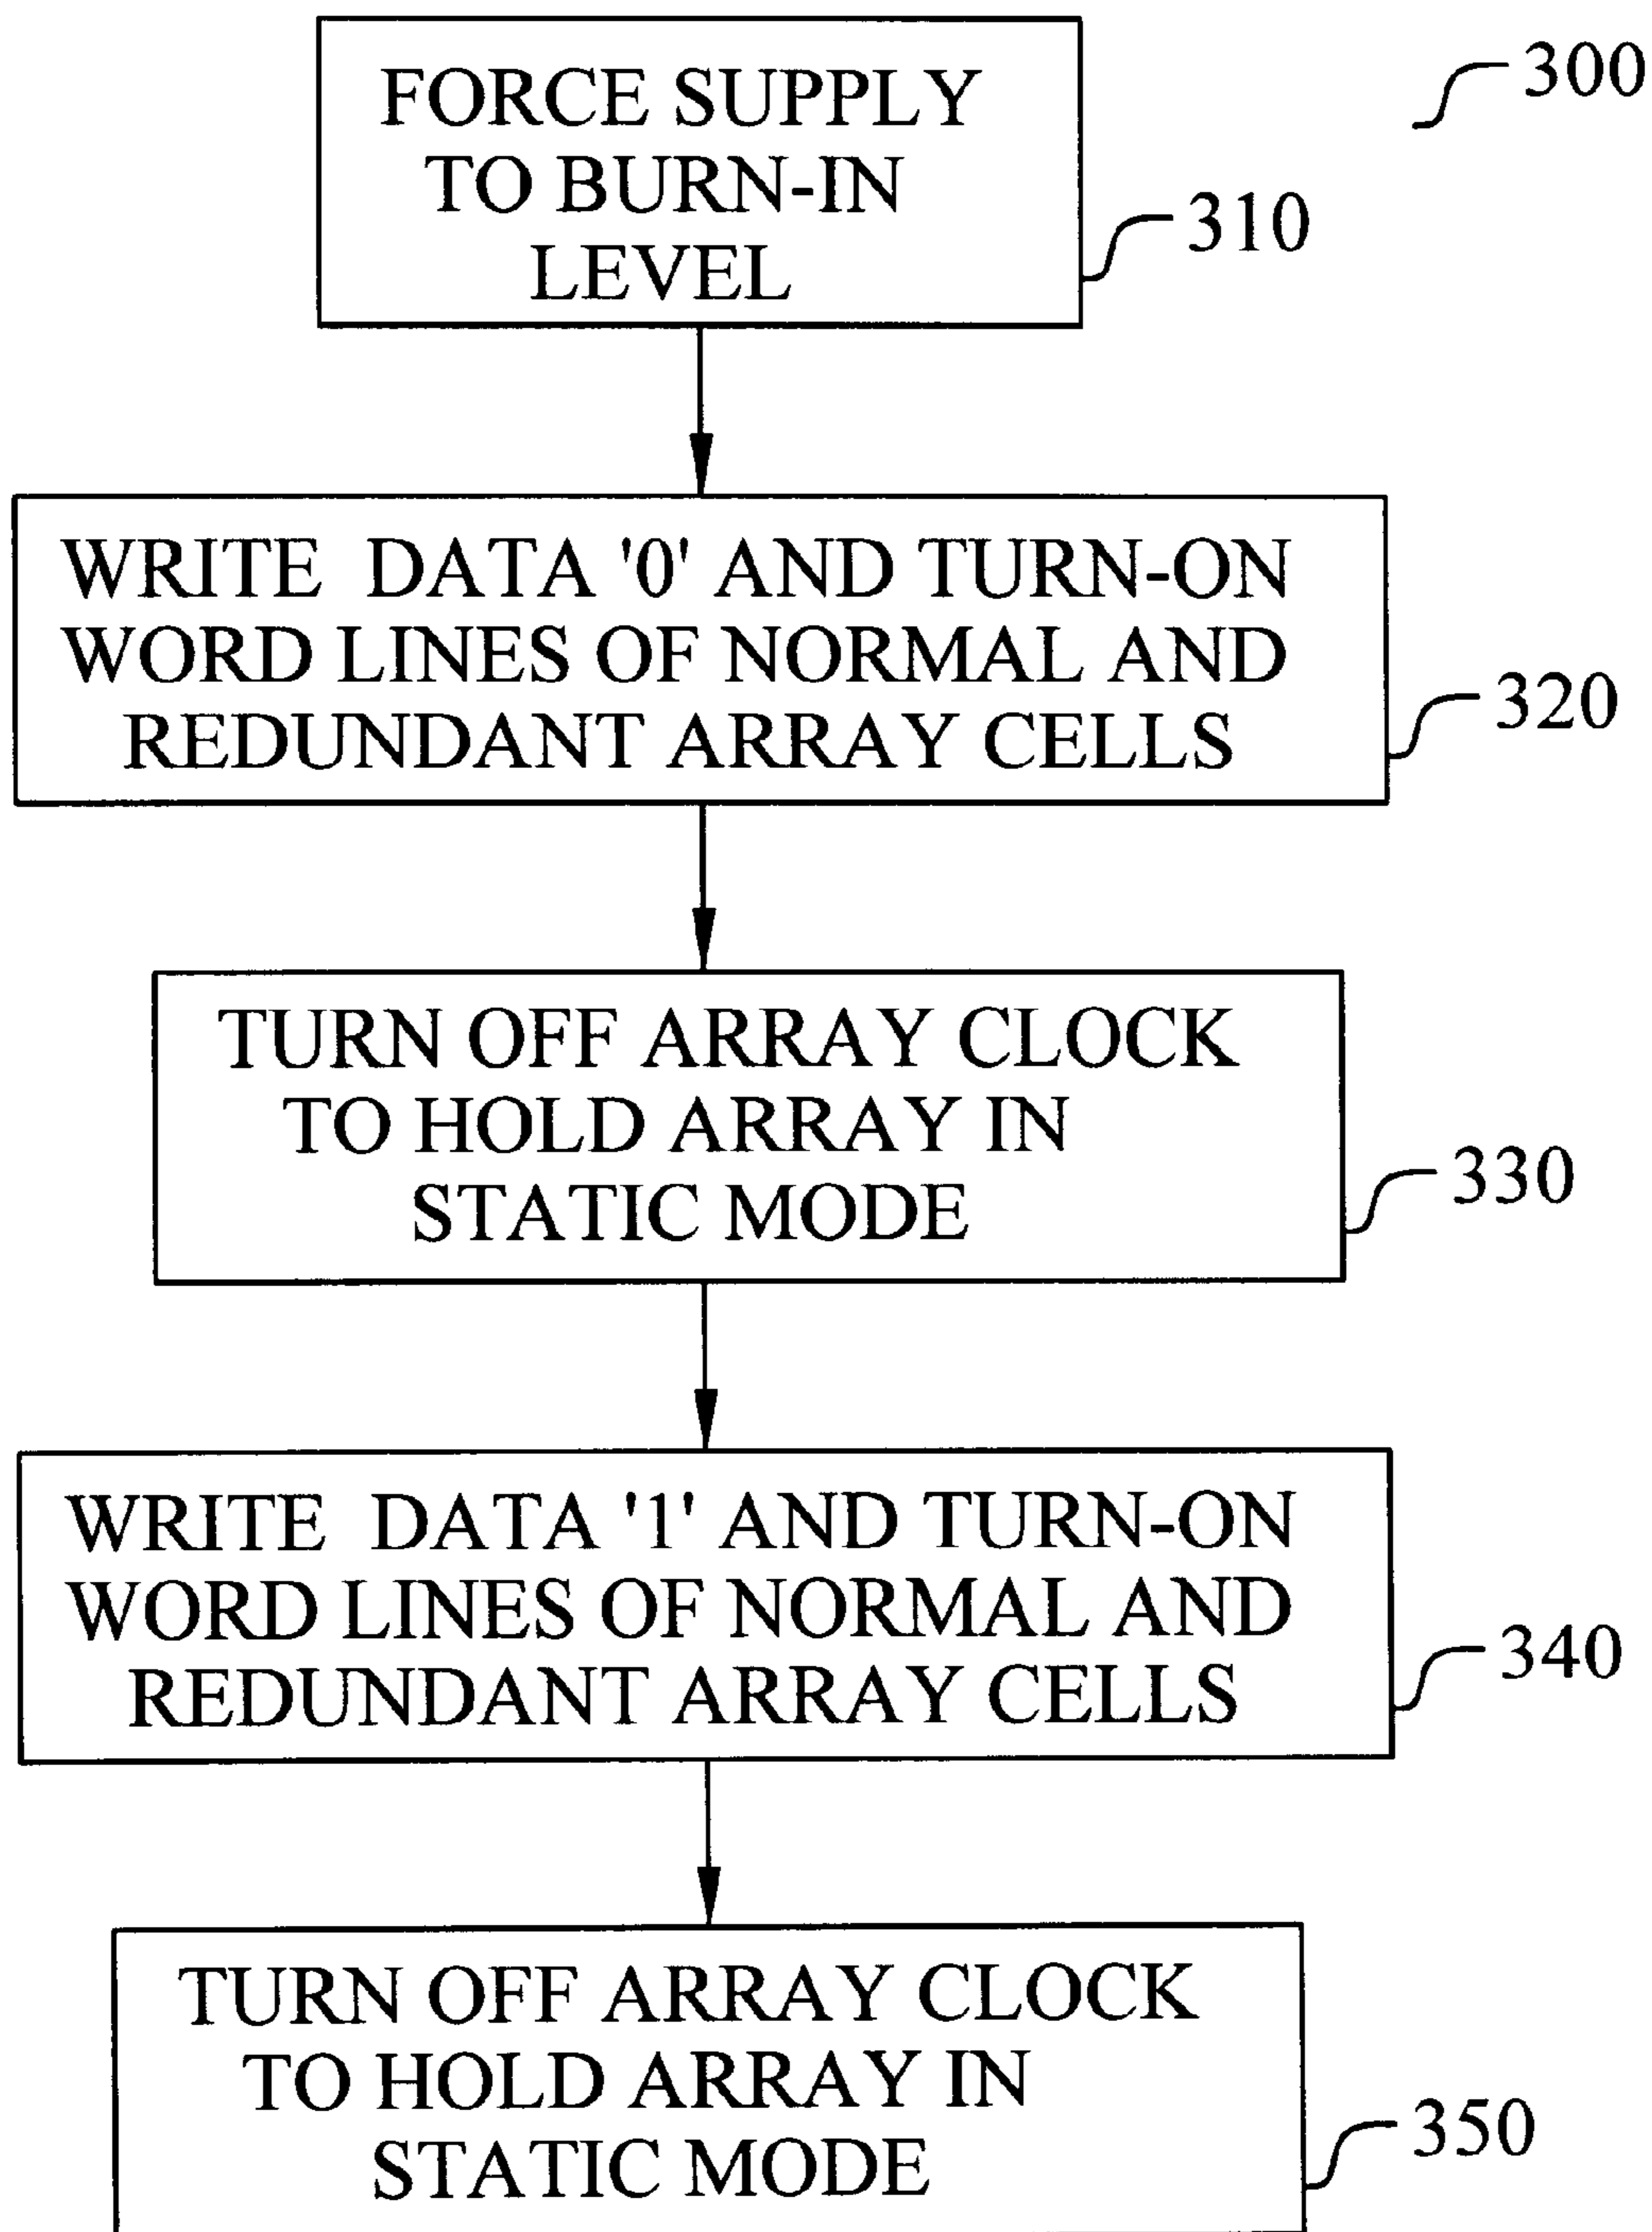 FORCE SUPPLY
TO BURN-IN
LEVEL
300
310
WRITE DATA '0' AND TURN-ON
WORD LINES OF NORMAL AND
REDUNDANT ARRAY CELLS
320
TURN OFF ARRAY CLOCK
TO HOLD ARRAY IN
STATIC MODE
330
WRITE DATA '1' AND TURN-ON
WORD LINES OF NORMAL AND
REDUNDANT ARRAY CELLS
340
TURN OFF ARRAY CLOCK
TO HOLD ARRAY IN
STATIC MODE
350